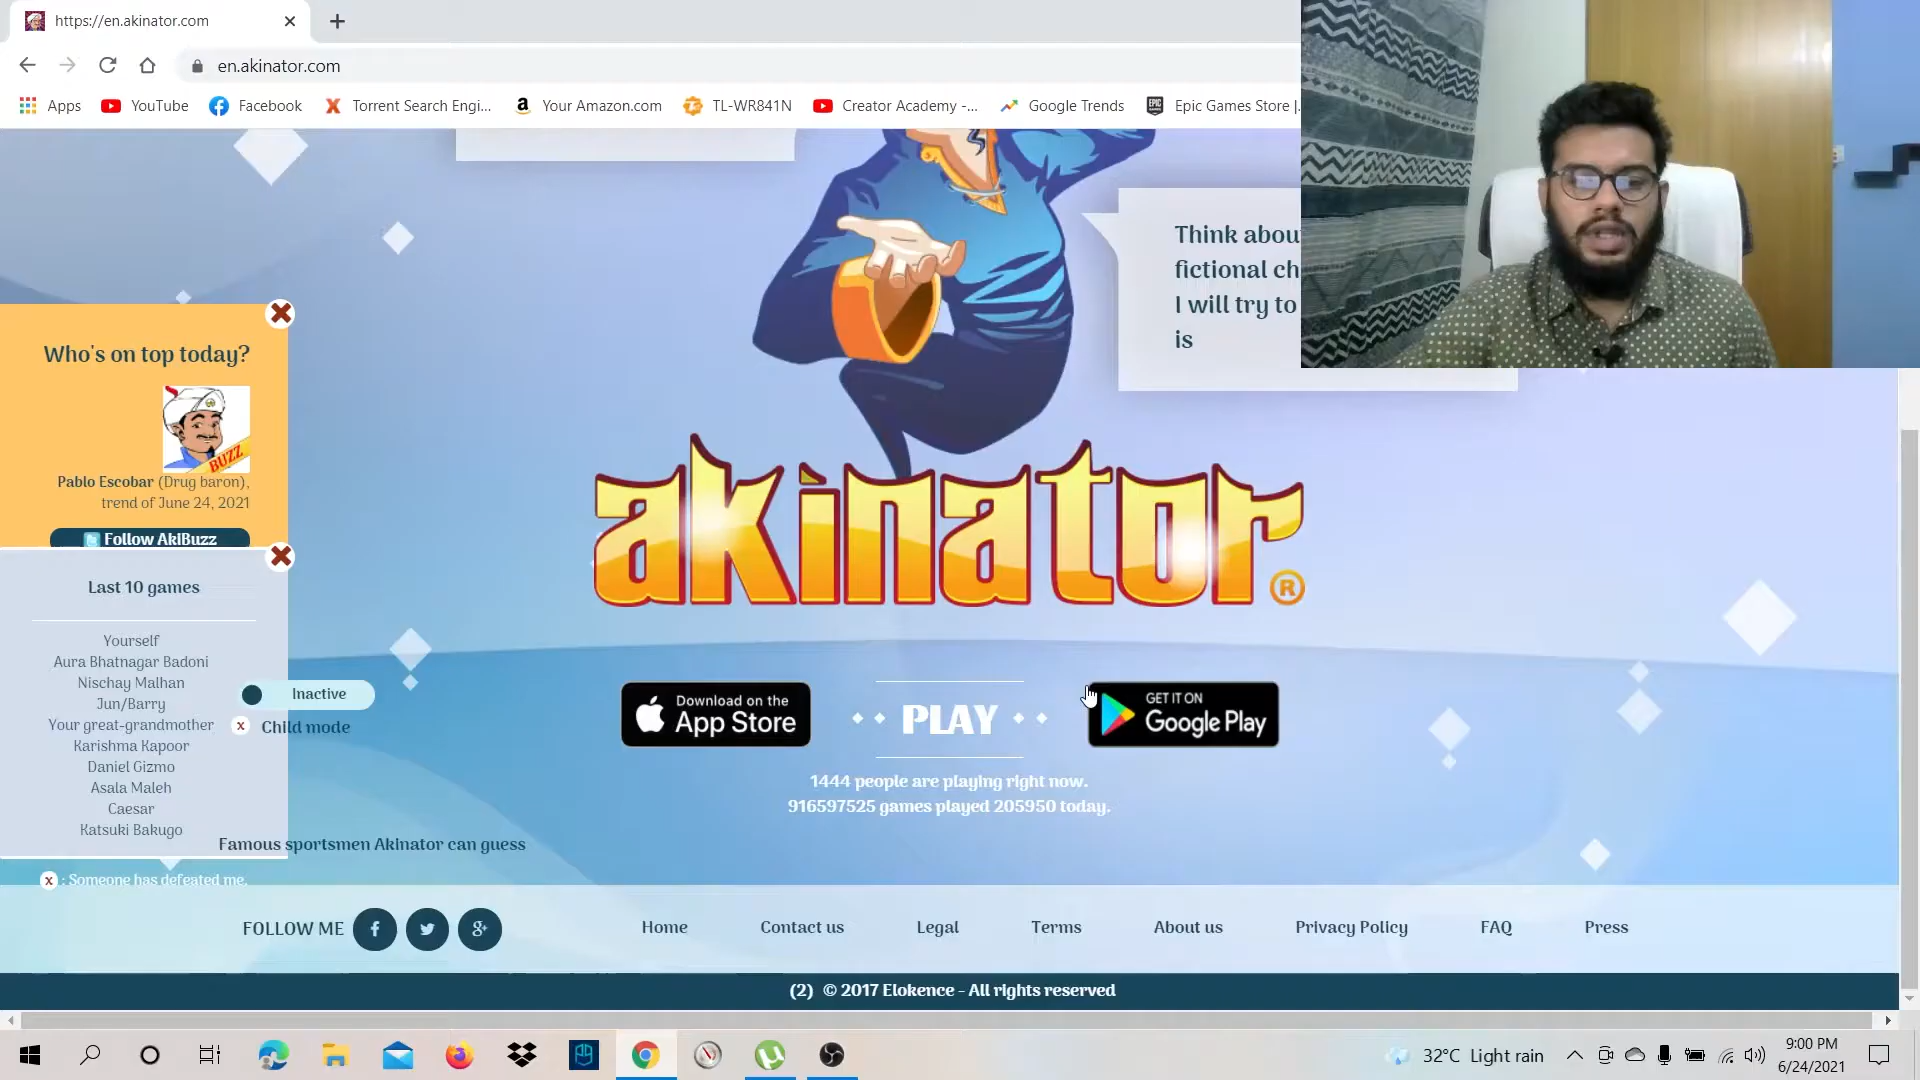 https://en.akinator.com
en.akinator.com
Apps
YouTube
Facebook
Torrent Search Engi...
Your Amazon.com
TL-WR841N
Creator Academy -...
Google Trends
Epic Games Store |.
Think abou
fictional ch
I will try to
is
Who's on top today?
BUZZ
Pablo Escobar (Drug baron),
trend of June 24, 2021
Follow AkiBuzz
Last 10 games
Yourself
Aura Bhatnagar Badoni
Nischay Malhan
Jun/Barry
Your great-grandmother
Karishma Kapoor
Daniel Gizmo
Asala Maleh
Caesar
Katsuki Bakugo
x : Someone has defeated me.
Inactive
x Child mode
akinator®
Download on the
App Store
PLAY
GET IT ON
Google Play
1444 people are playing right now.
916597525 games played 205950 today.
Famous sportsmen Akinator can guess
FOLLOW ME
Home
Contact us
Legal
Terms
About us
Privacy Policy
FAQ
Press
(2) © 2017 Elokence - All rights reserved
32°C Light rain
9:00 PM
6/24/2021